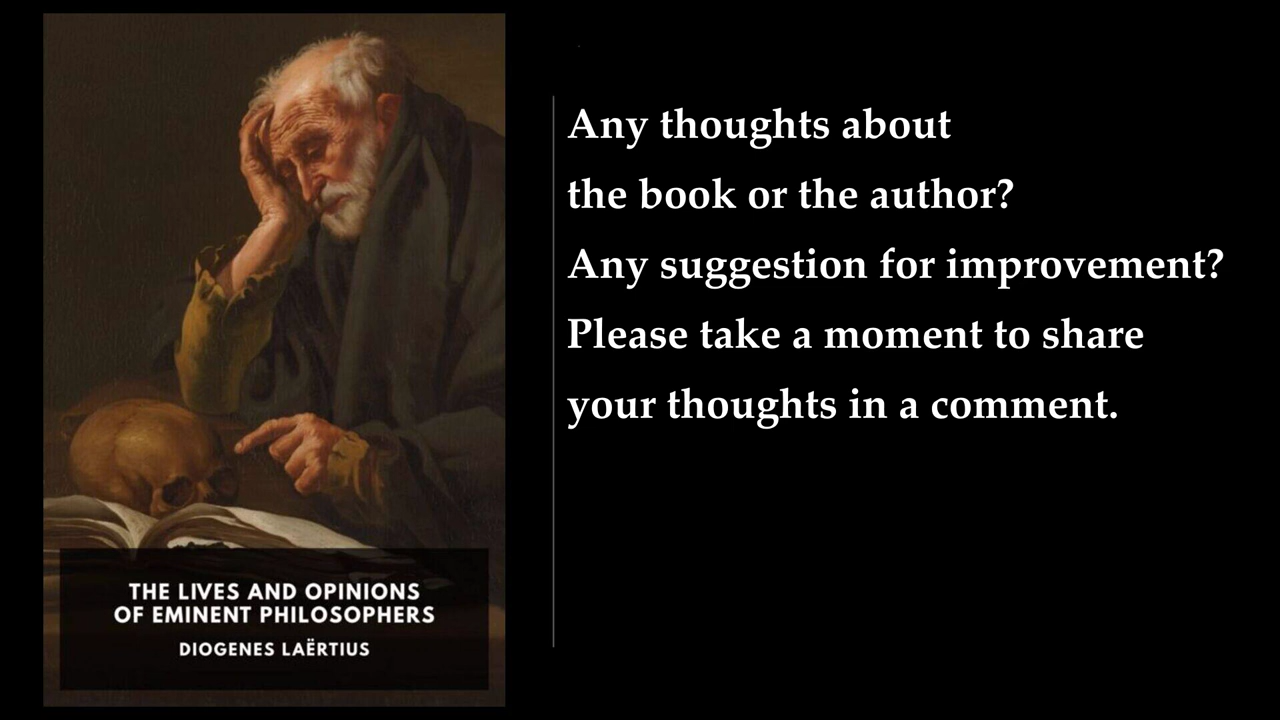 Any thoughts about
the book or the author?
Any suggestion for improvement?
Please take a moment to share
your thoughts in a comment.
THE LIVES AND OPINIONS
OF EMINENT PHILOSOPHERS
DIOGENES LAËRTIUS